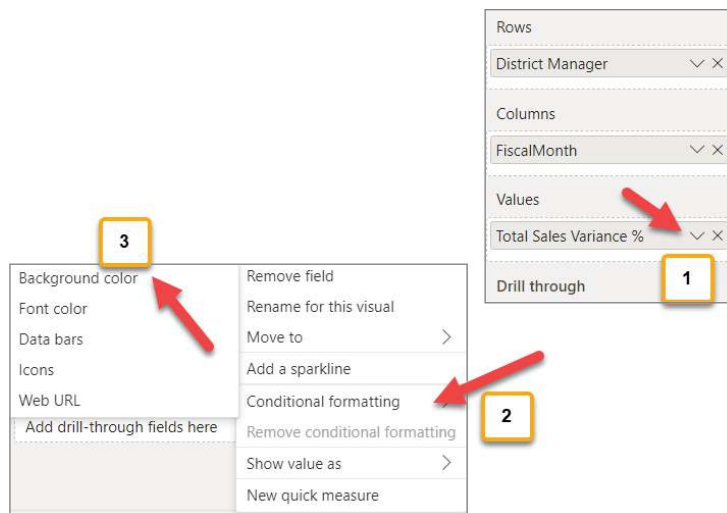 Rows
District Manager
Columns
FiscalMonth
Values
Total Sales Variance %
1
Drill through
3
Background color
Font color
Data bars
Icons
Web URL
Add drill-through fields here
Remove field
Rename for this visual
Move to
Add a sparkline
Conditional formatting
Remove conditional formatting
Show value as
New quick measure
2